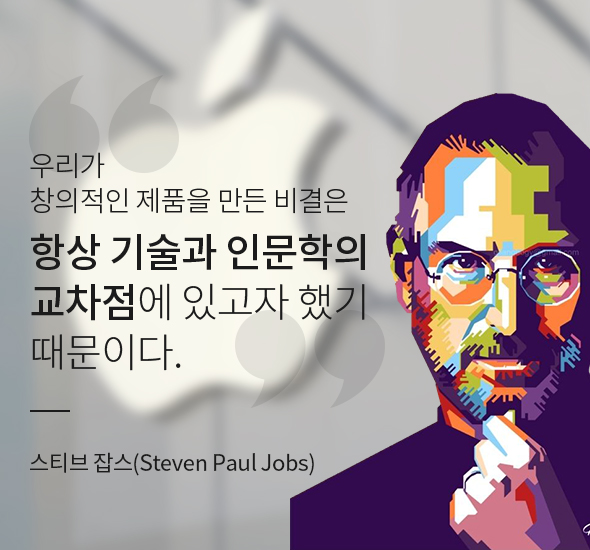 우리가
창의적인 제품을 만든 비결은
항상 기술과 인문학의
교차점에 있고자 했기
때문이다.
스티브 잡스(Steven Paul Jobs)